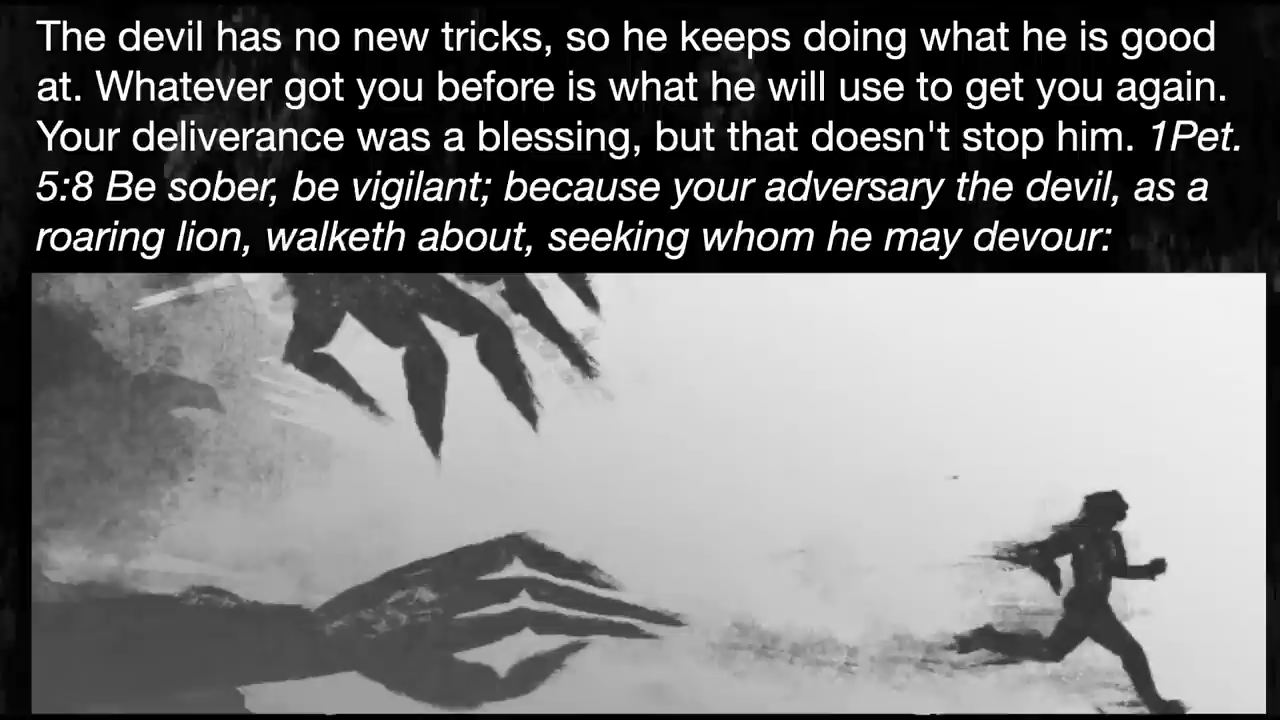 The devil has no new tricks, so he keeps doing what he is good
at. Whatever got you before is what he will use to get you again.
Your deliverance was a blessing, but that doesn't stop him. 1Pet.
5:8 Be sober, be vigilant; because your adversary the devil, as a
roaring lion, walketh about, seeking whom he may devour: